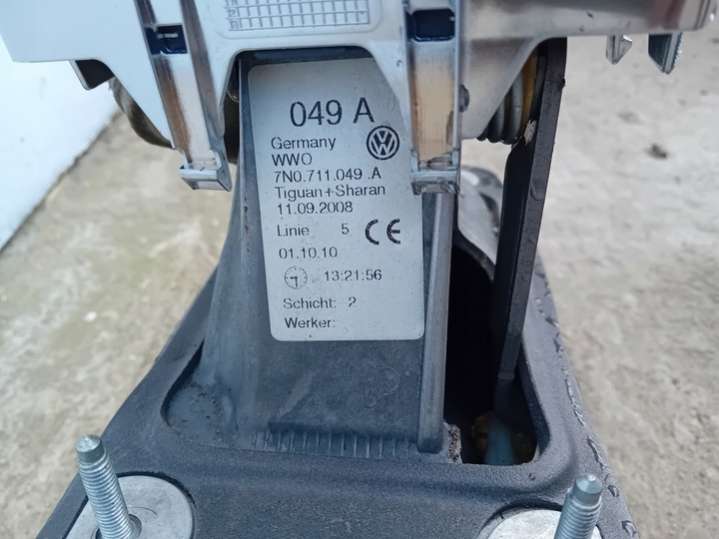 049 A
Germany
WWO
7N0.711.049 .A
Tiguan+Sharan
11.09.2008
Linie 5 CE
01.10.10
13:21:56
Schicht: 2
Werker: